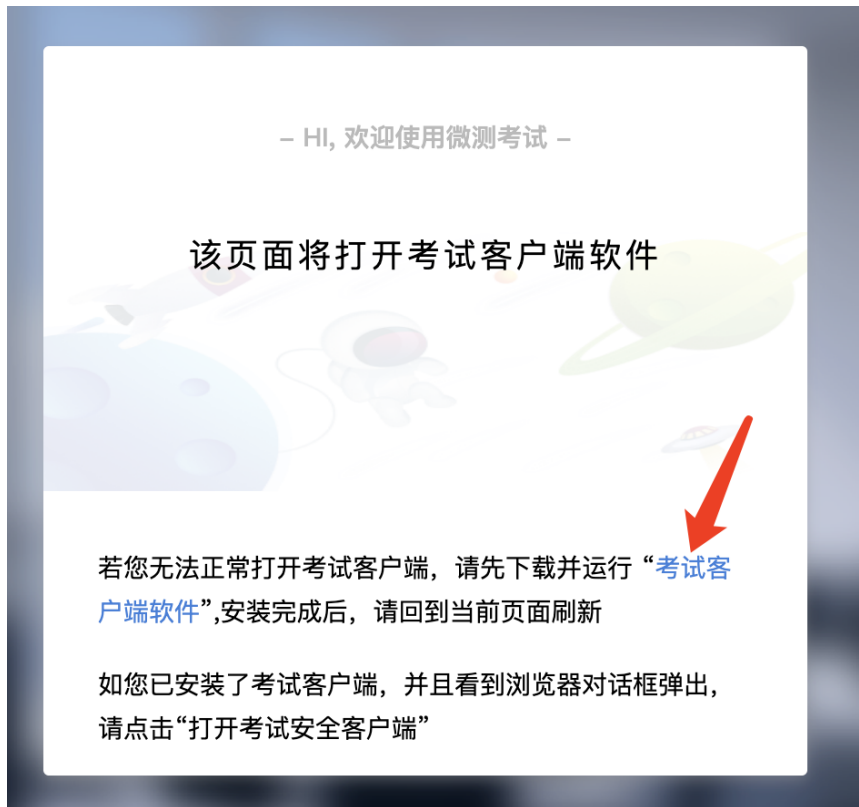 – HI, 欢迎使用微测考试 –
该页面将打开考试客户端软件
若您无法正常打开考试客户端，请先下载并运行“考试客
户端软件”,安装完成后，请回到当前页面刷新
如您已安装了考试客户端，并且看到浏览器对话框弹出，
请点击“打开考试安全客户端”